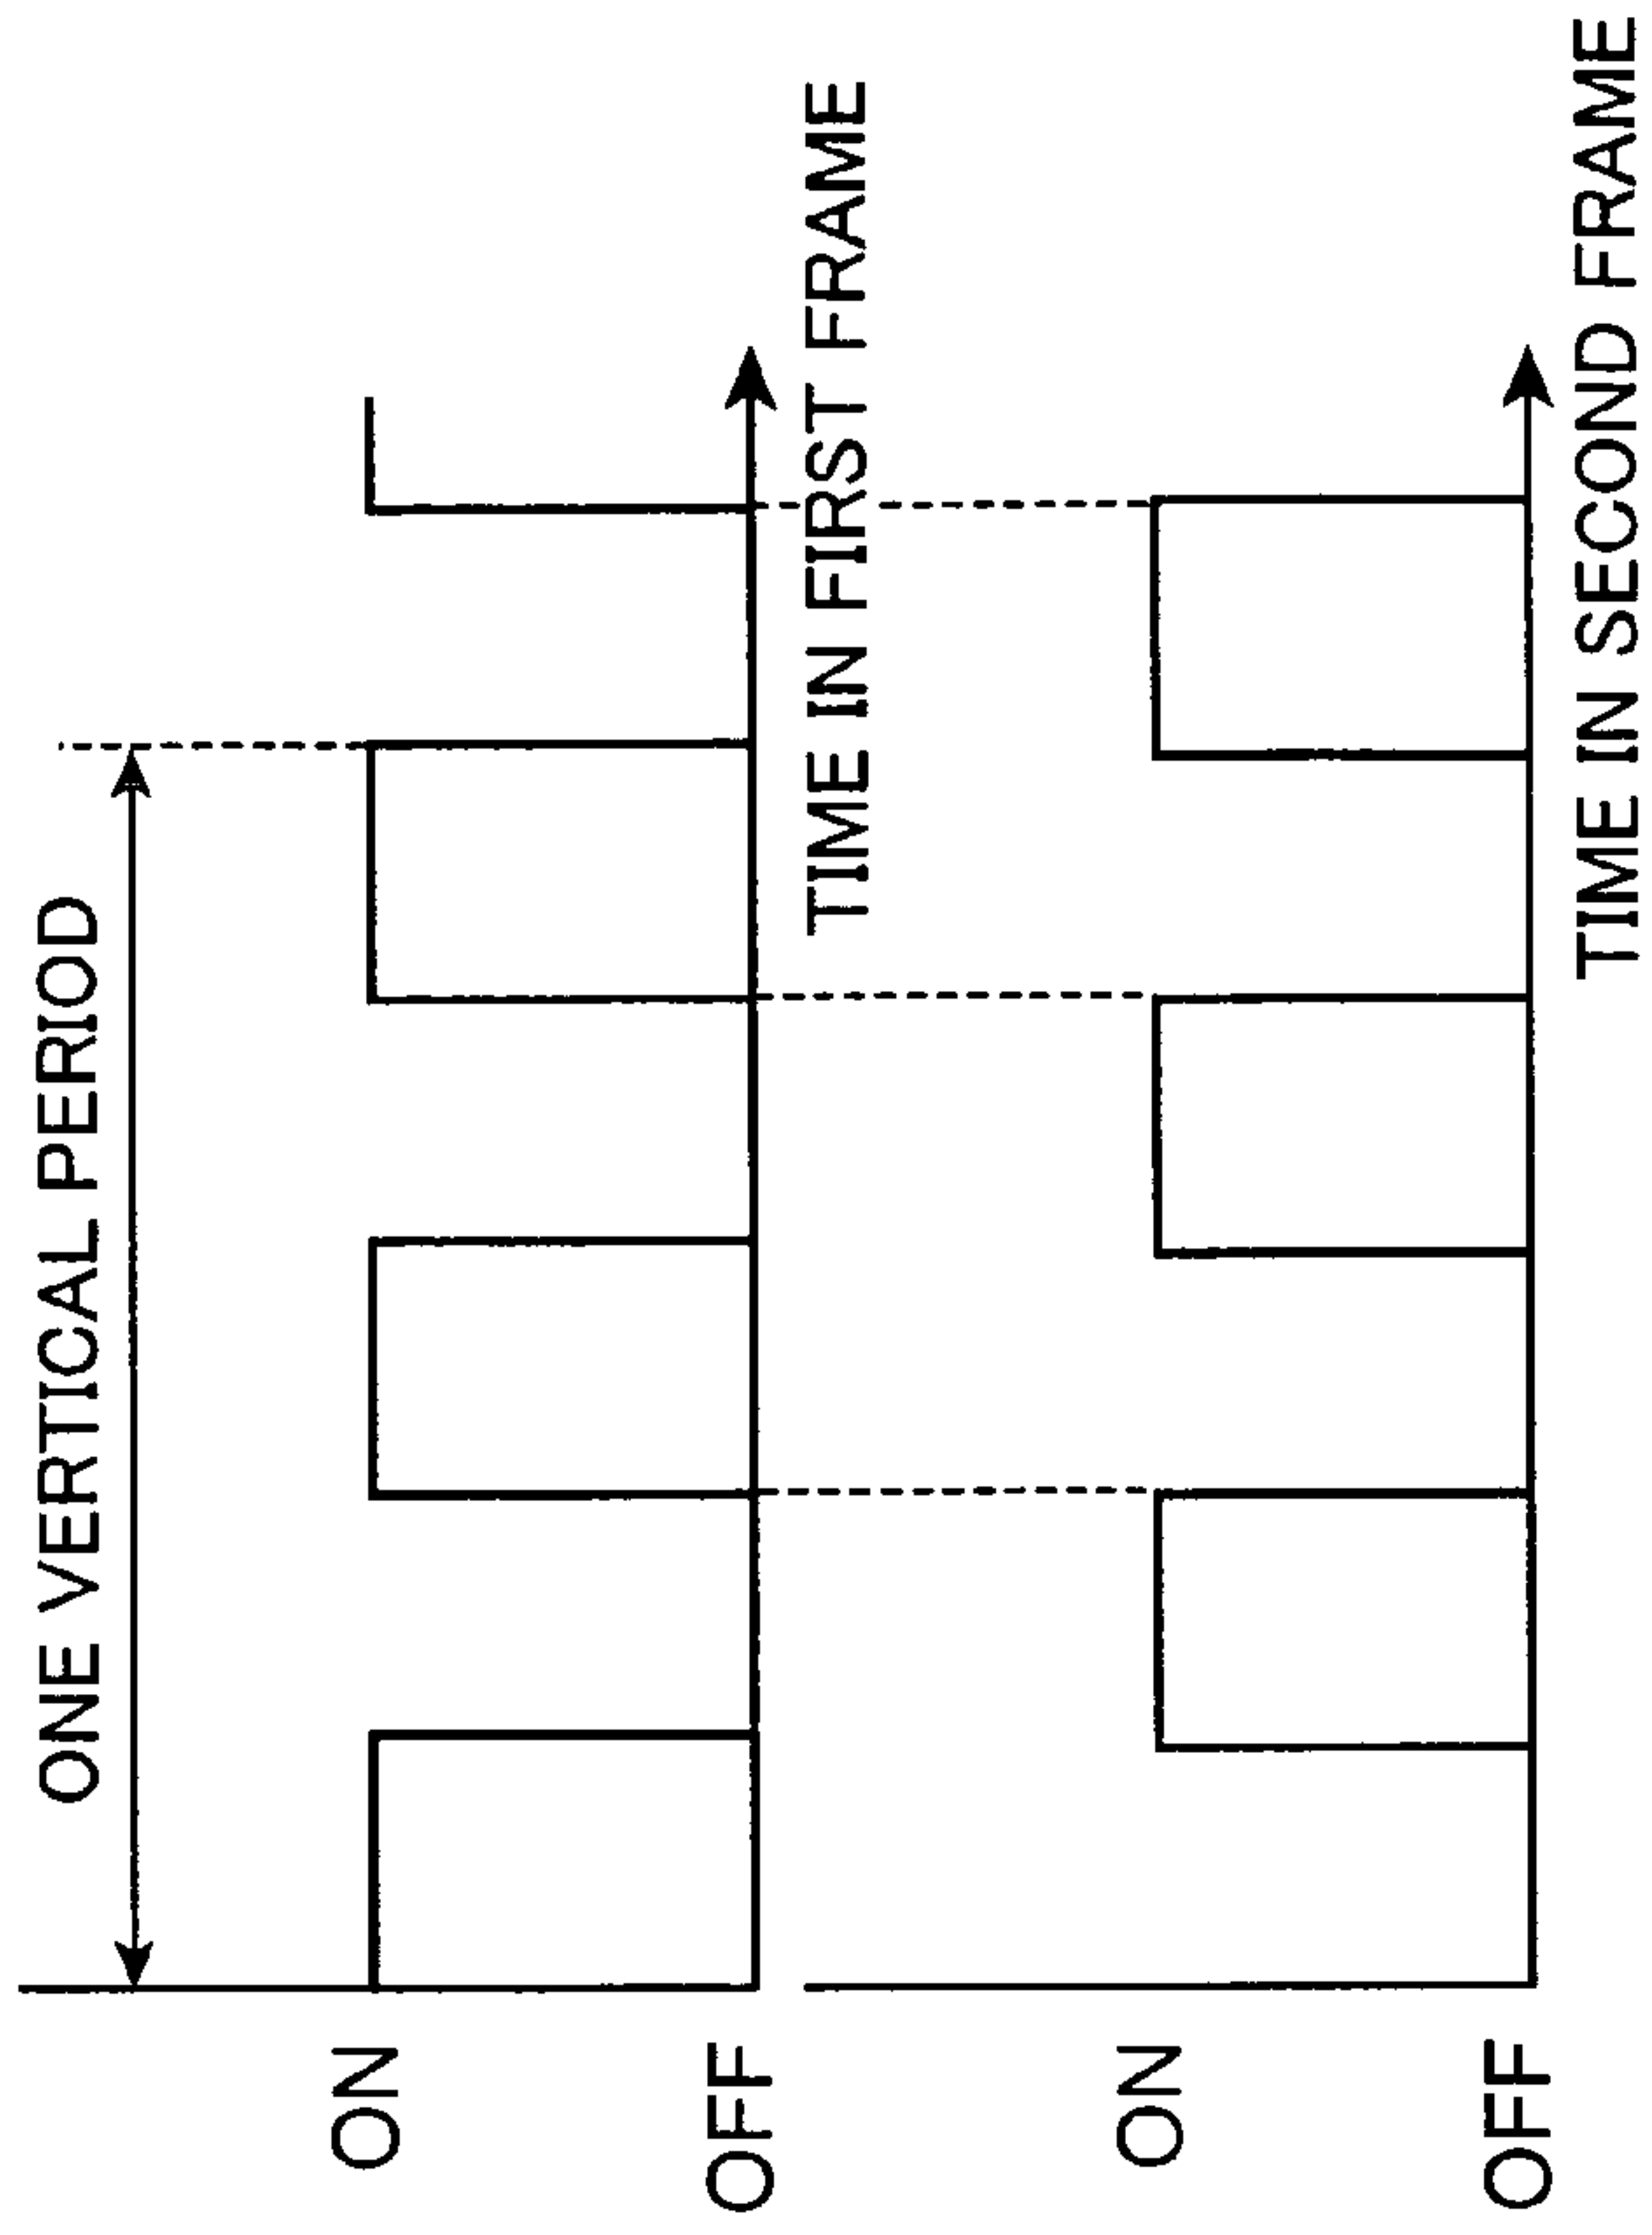 ONE VERTICAL PERIOD
ON
OFF
TIME IN FIRST FRAME
ON
OFF
TIME IN SECOND FRAME